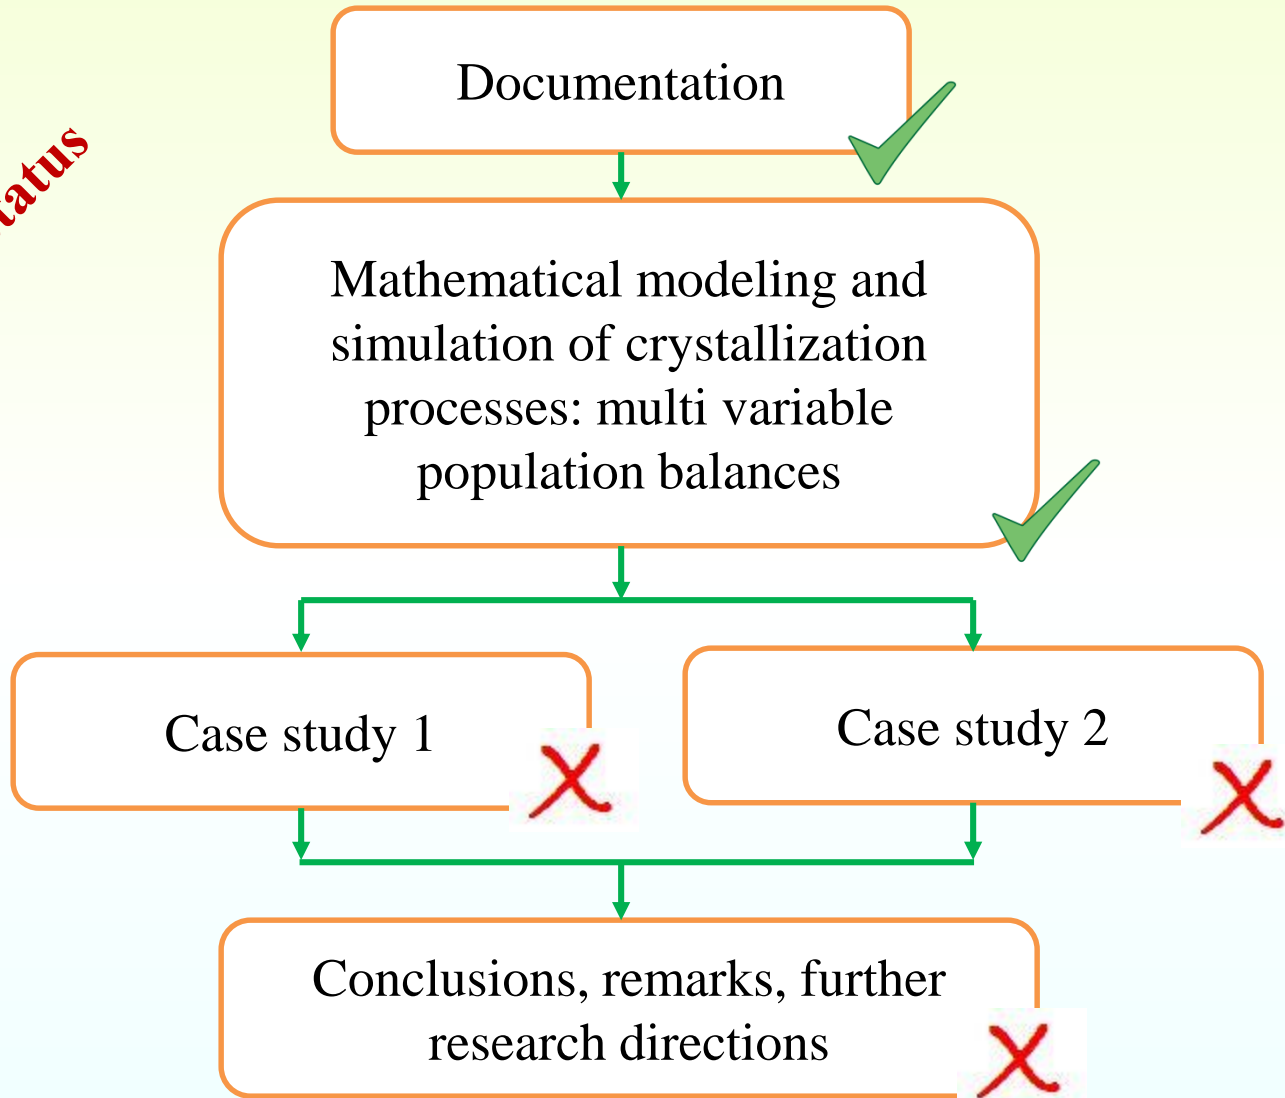 Documentation
Mathematical modeling and
simulation of crystallization
processes: multi variable
population balances
Case study 1
Case study 2
Conclusions, remarks, further
research directions